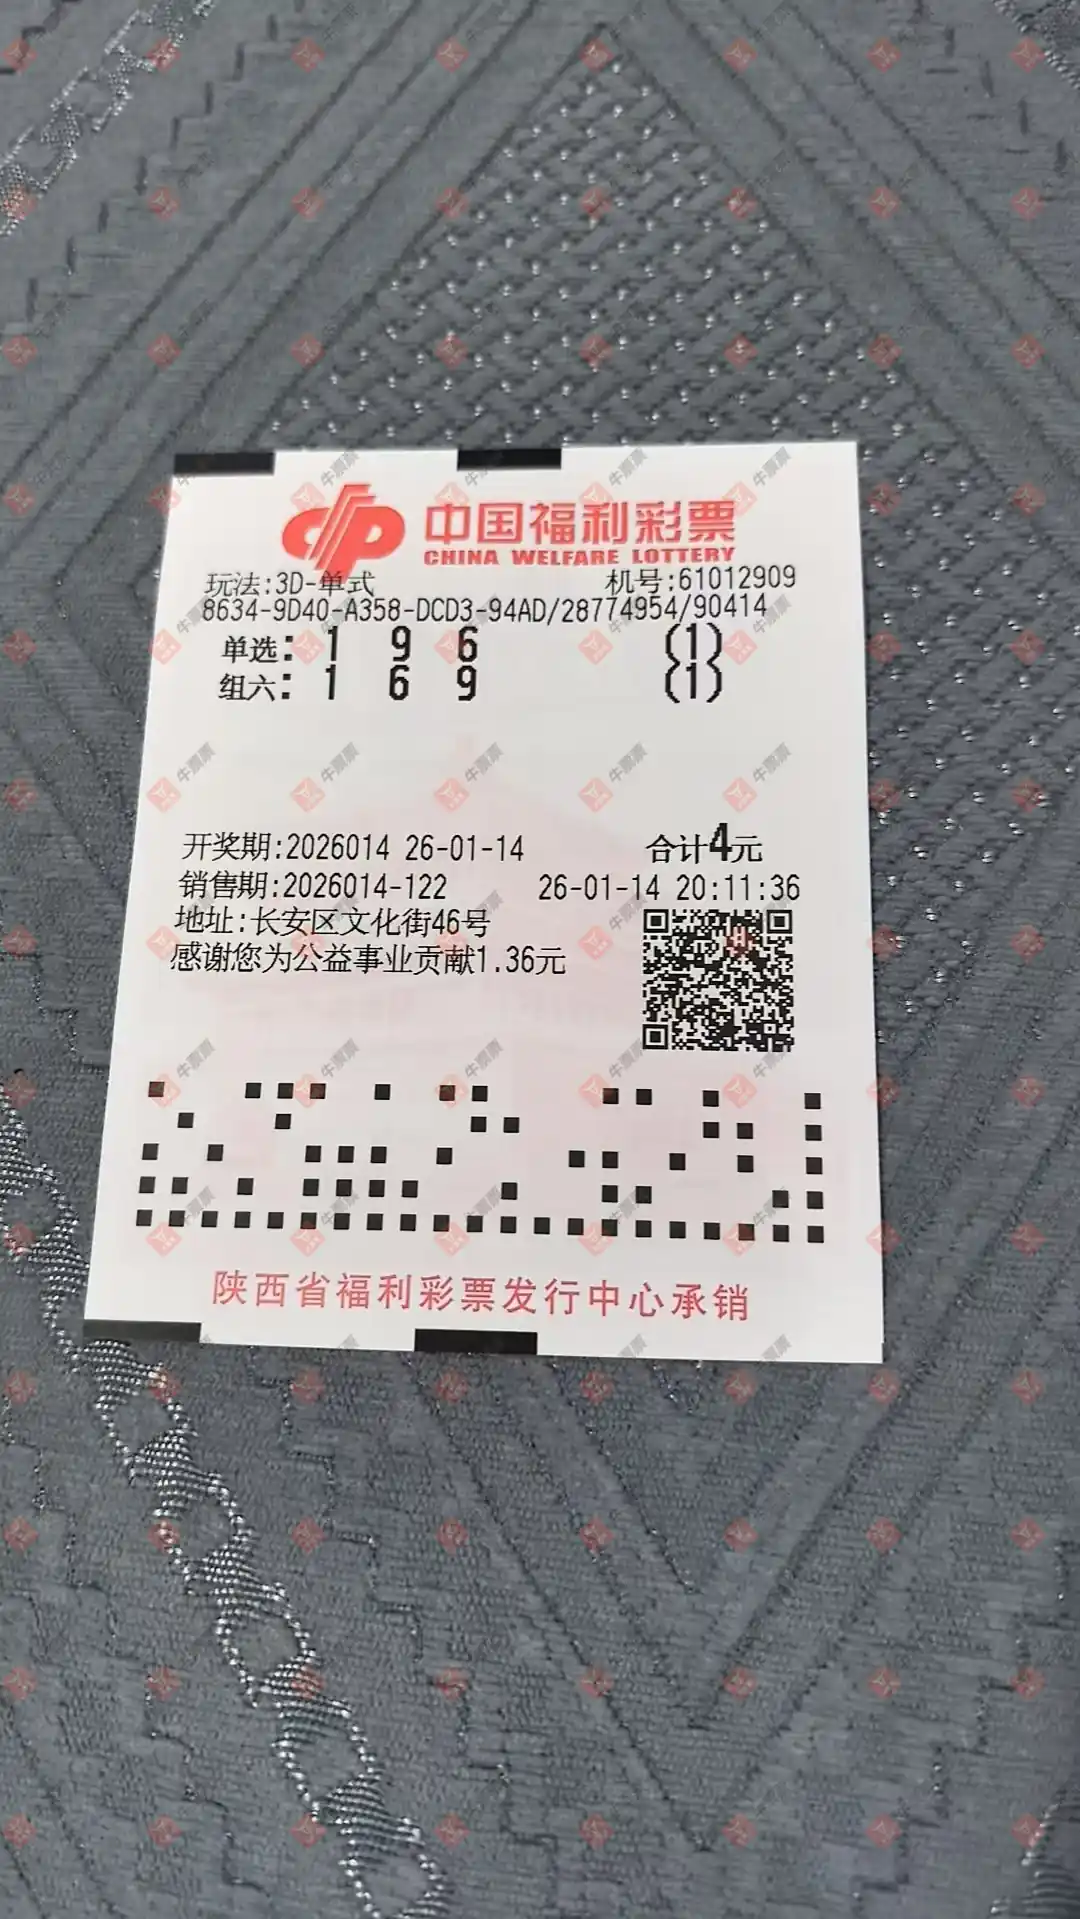 中国福利彩票
CHINA WELFARE LOTTERY
玩法:3D-单式 机号:61012909
8634-9D40-A358-DCD3-94AD/28774954/90414
单选: 1 9 6 (1)
组六: 1 6 9 (1)
开奖期:2026014 26-01-14 合计4元
销售期:2026014-122 26-01-14 20:11:36
地址:长安区文化街46号
感谢您为公益事业贡献1.36元
陕西省福利彩票发行中心承销
牛票票